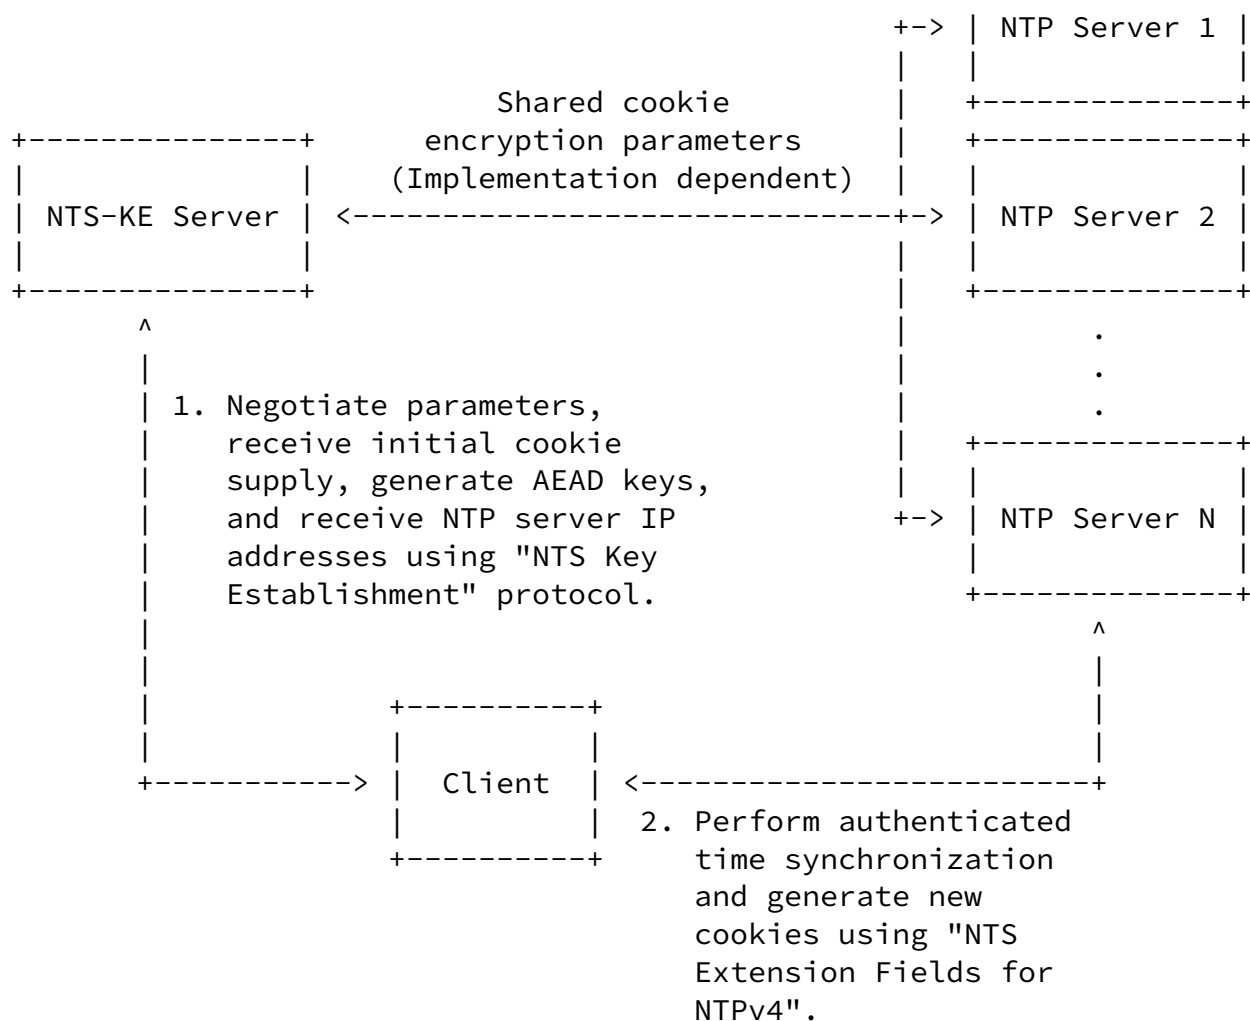 NTP Server 1
Shared cookie
encryption parameters
(Implementation dependent)
NTS-KE Server
NTP Server 2
.
.
.
1. Negotiate parameters,
receive initial cookie
supply, generate AEAD keys,
and receive NTP server IP
addresses using "NTS Key
Establishment" protocol.
NTP Server N
Client
2. Perform authenticated
time synchronization
and generate new
cookies using "NTS
Extension Fields for
NTPv4".